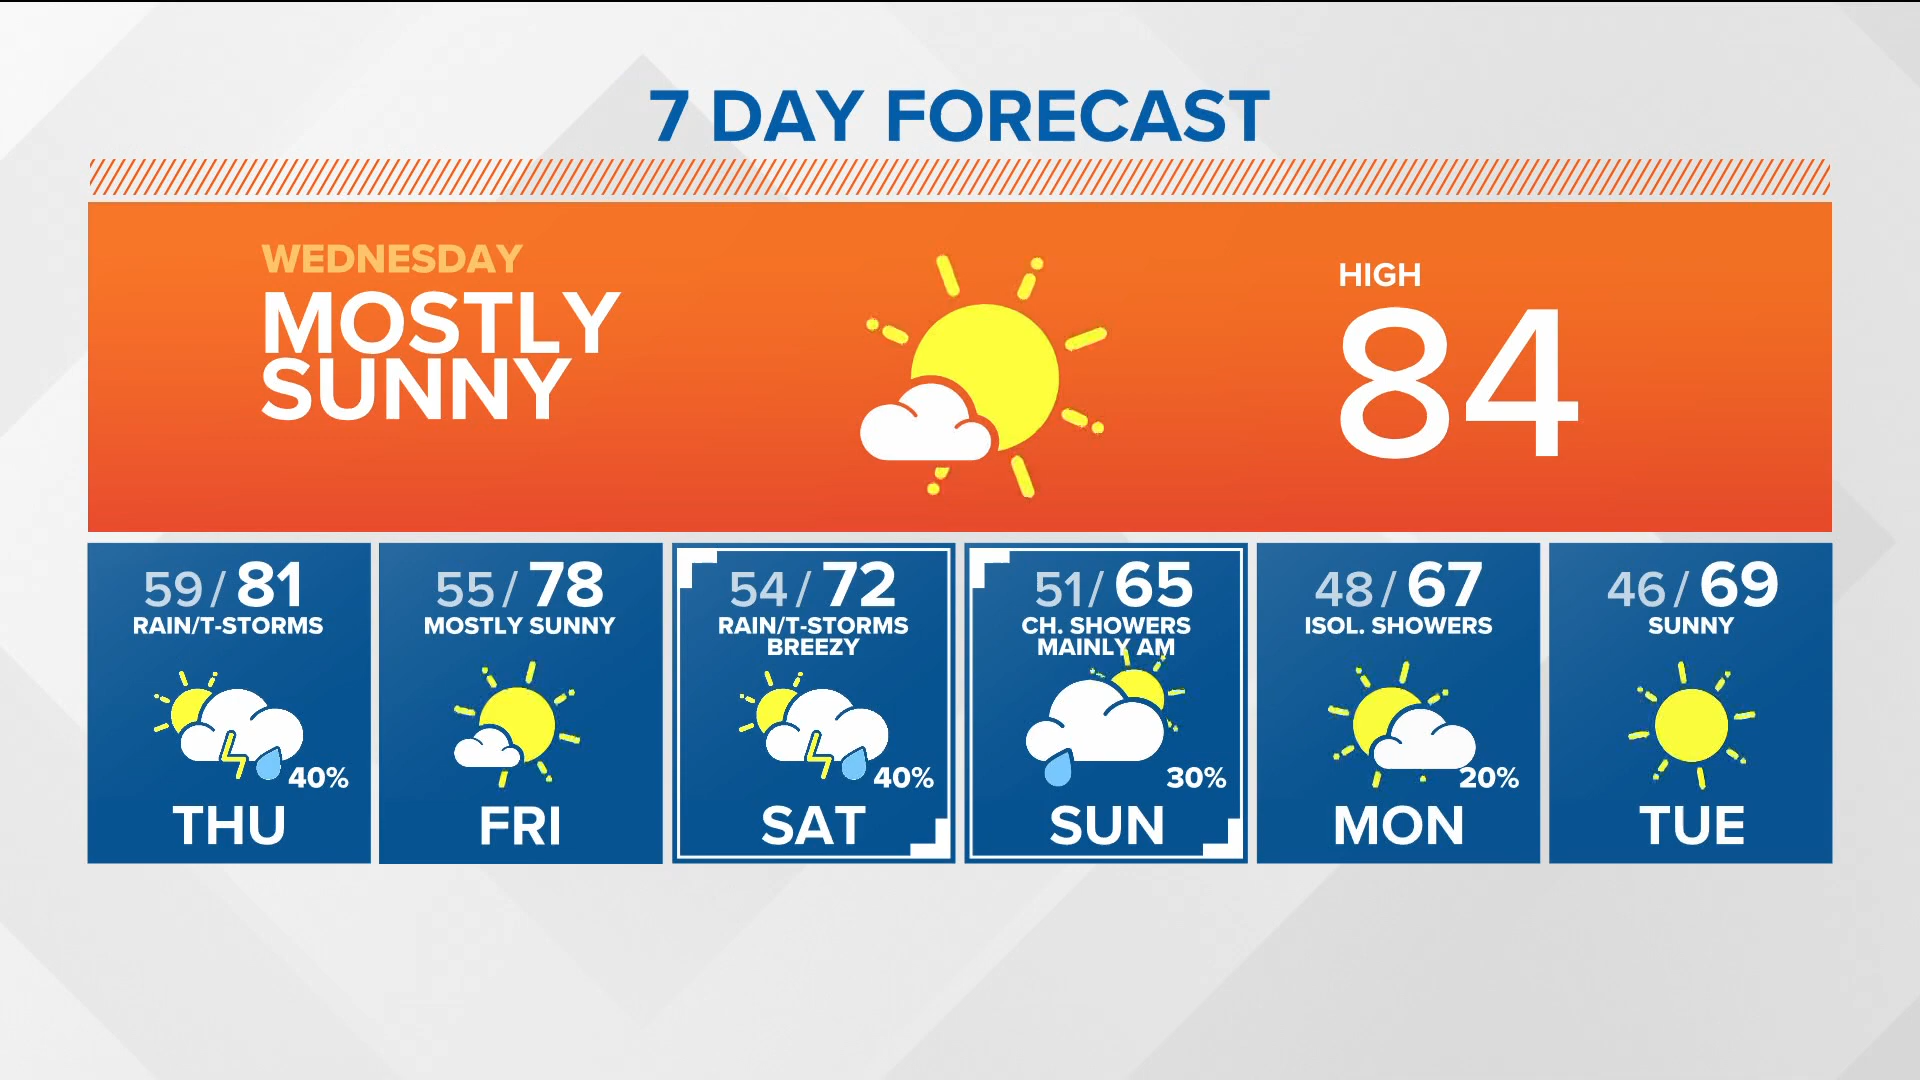 7 DAY FORECAST
WEDNESDAY
MOSTLY
SUNNY
HIGH
84
59/81
RAIN/T-STORMS
40%
THU
55/78
MOSTLY SUNNY
FRI
54/72
RAIN/T-STORMS
BREEZY
40%
SAT
51/65
CH. SHOWERS
MAINLY AM
30%
SUN
48/67
ISOL. SHOWERS
20%
MON
46/69
SUNNY
TUE